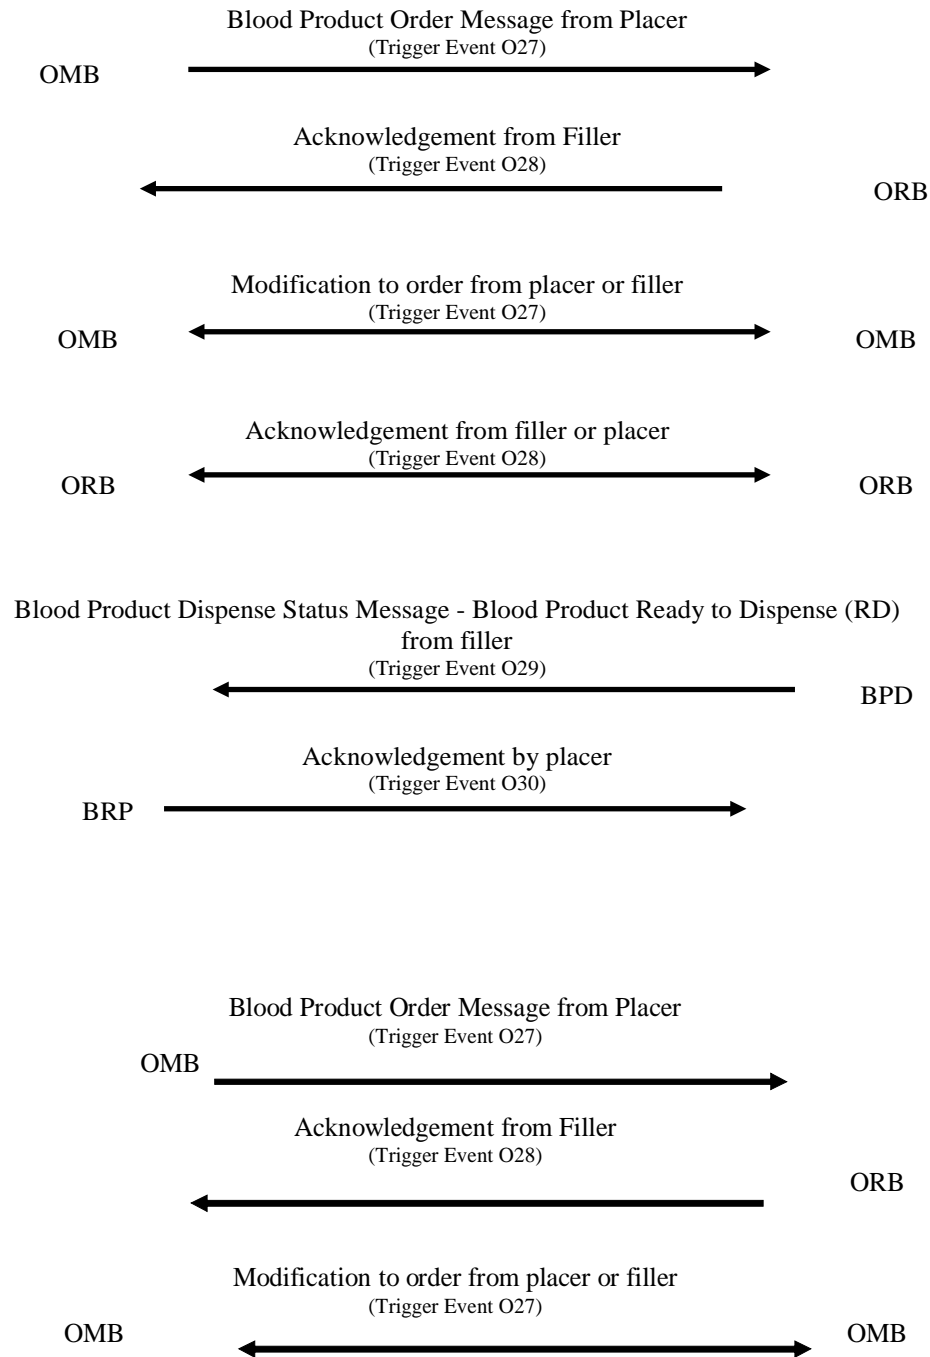 Blood Product Order Message from Placer
(Trigger Event O27)
OMB
Acknowledgement from Filler
(Trigger Event O28)
ORB
Modification to order from placer or filler
(Trigger Event O27)
OMB OMB
Acknowledgement from filler or placer
(Trigger Event O28)
ORB ORB
Blood Product Dispense Status Message - Blood Product Ready to Dispense (RD)
from filler
(Trigger Event O29)
BPD
Acknowledgement by placer
(Trigger Event O30)
BRP
Blood Product Order Message from Placer
(Trigger Event O27)
OMB
Acknowledgement from Filler
(Trigger Event O28)
ORB
Modification to order from placer or filler
(Trigger Event O27)
OMB OMB